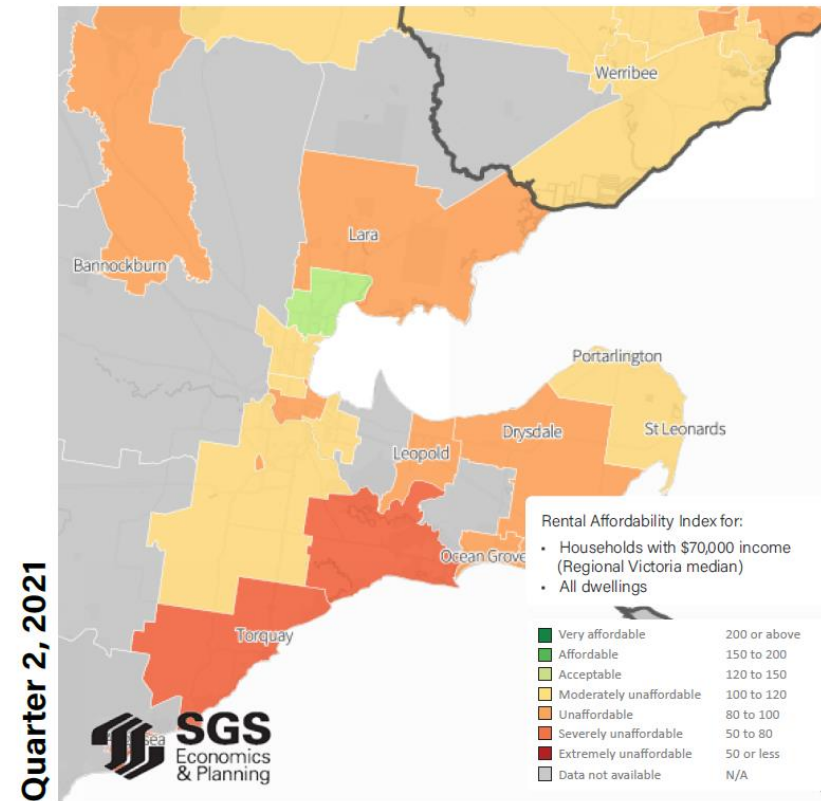 Quarter 2, 2021
Werribee
Lara
Bannockburn
Portarlington
Drysdale
St Leonards
Leopold
Ocean Grove
Torquay
Rental Affordability Index for:
• Households with $70,000 income
(Regional Victoria median)
• All dwellings
Very affordable 200 or above
Affordable 150 to 200
Acceptable 120 to 150
Moderately unaffordable 100 to 120
Unaffordable 80 to 100
Severely unaffordable 50 to 80
Extremely unaffordable 50 or less
Data not available N/A
SGS
Economics
& Planning